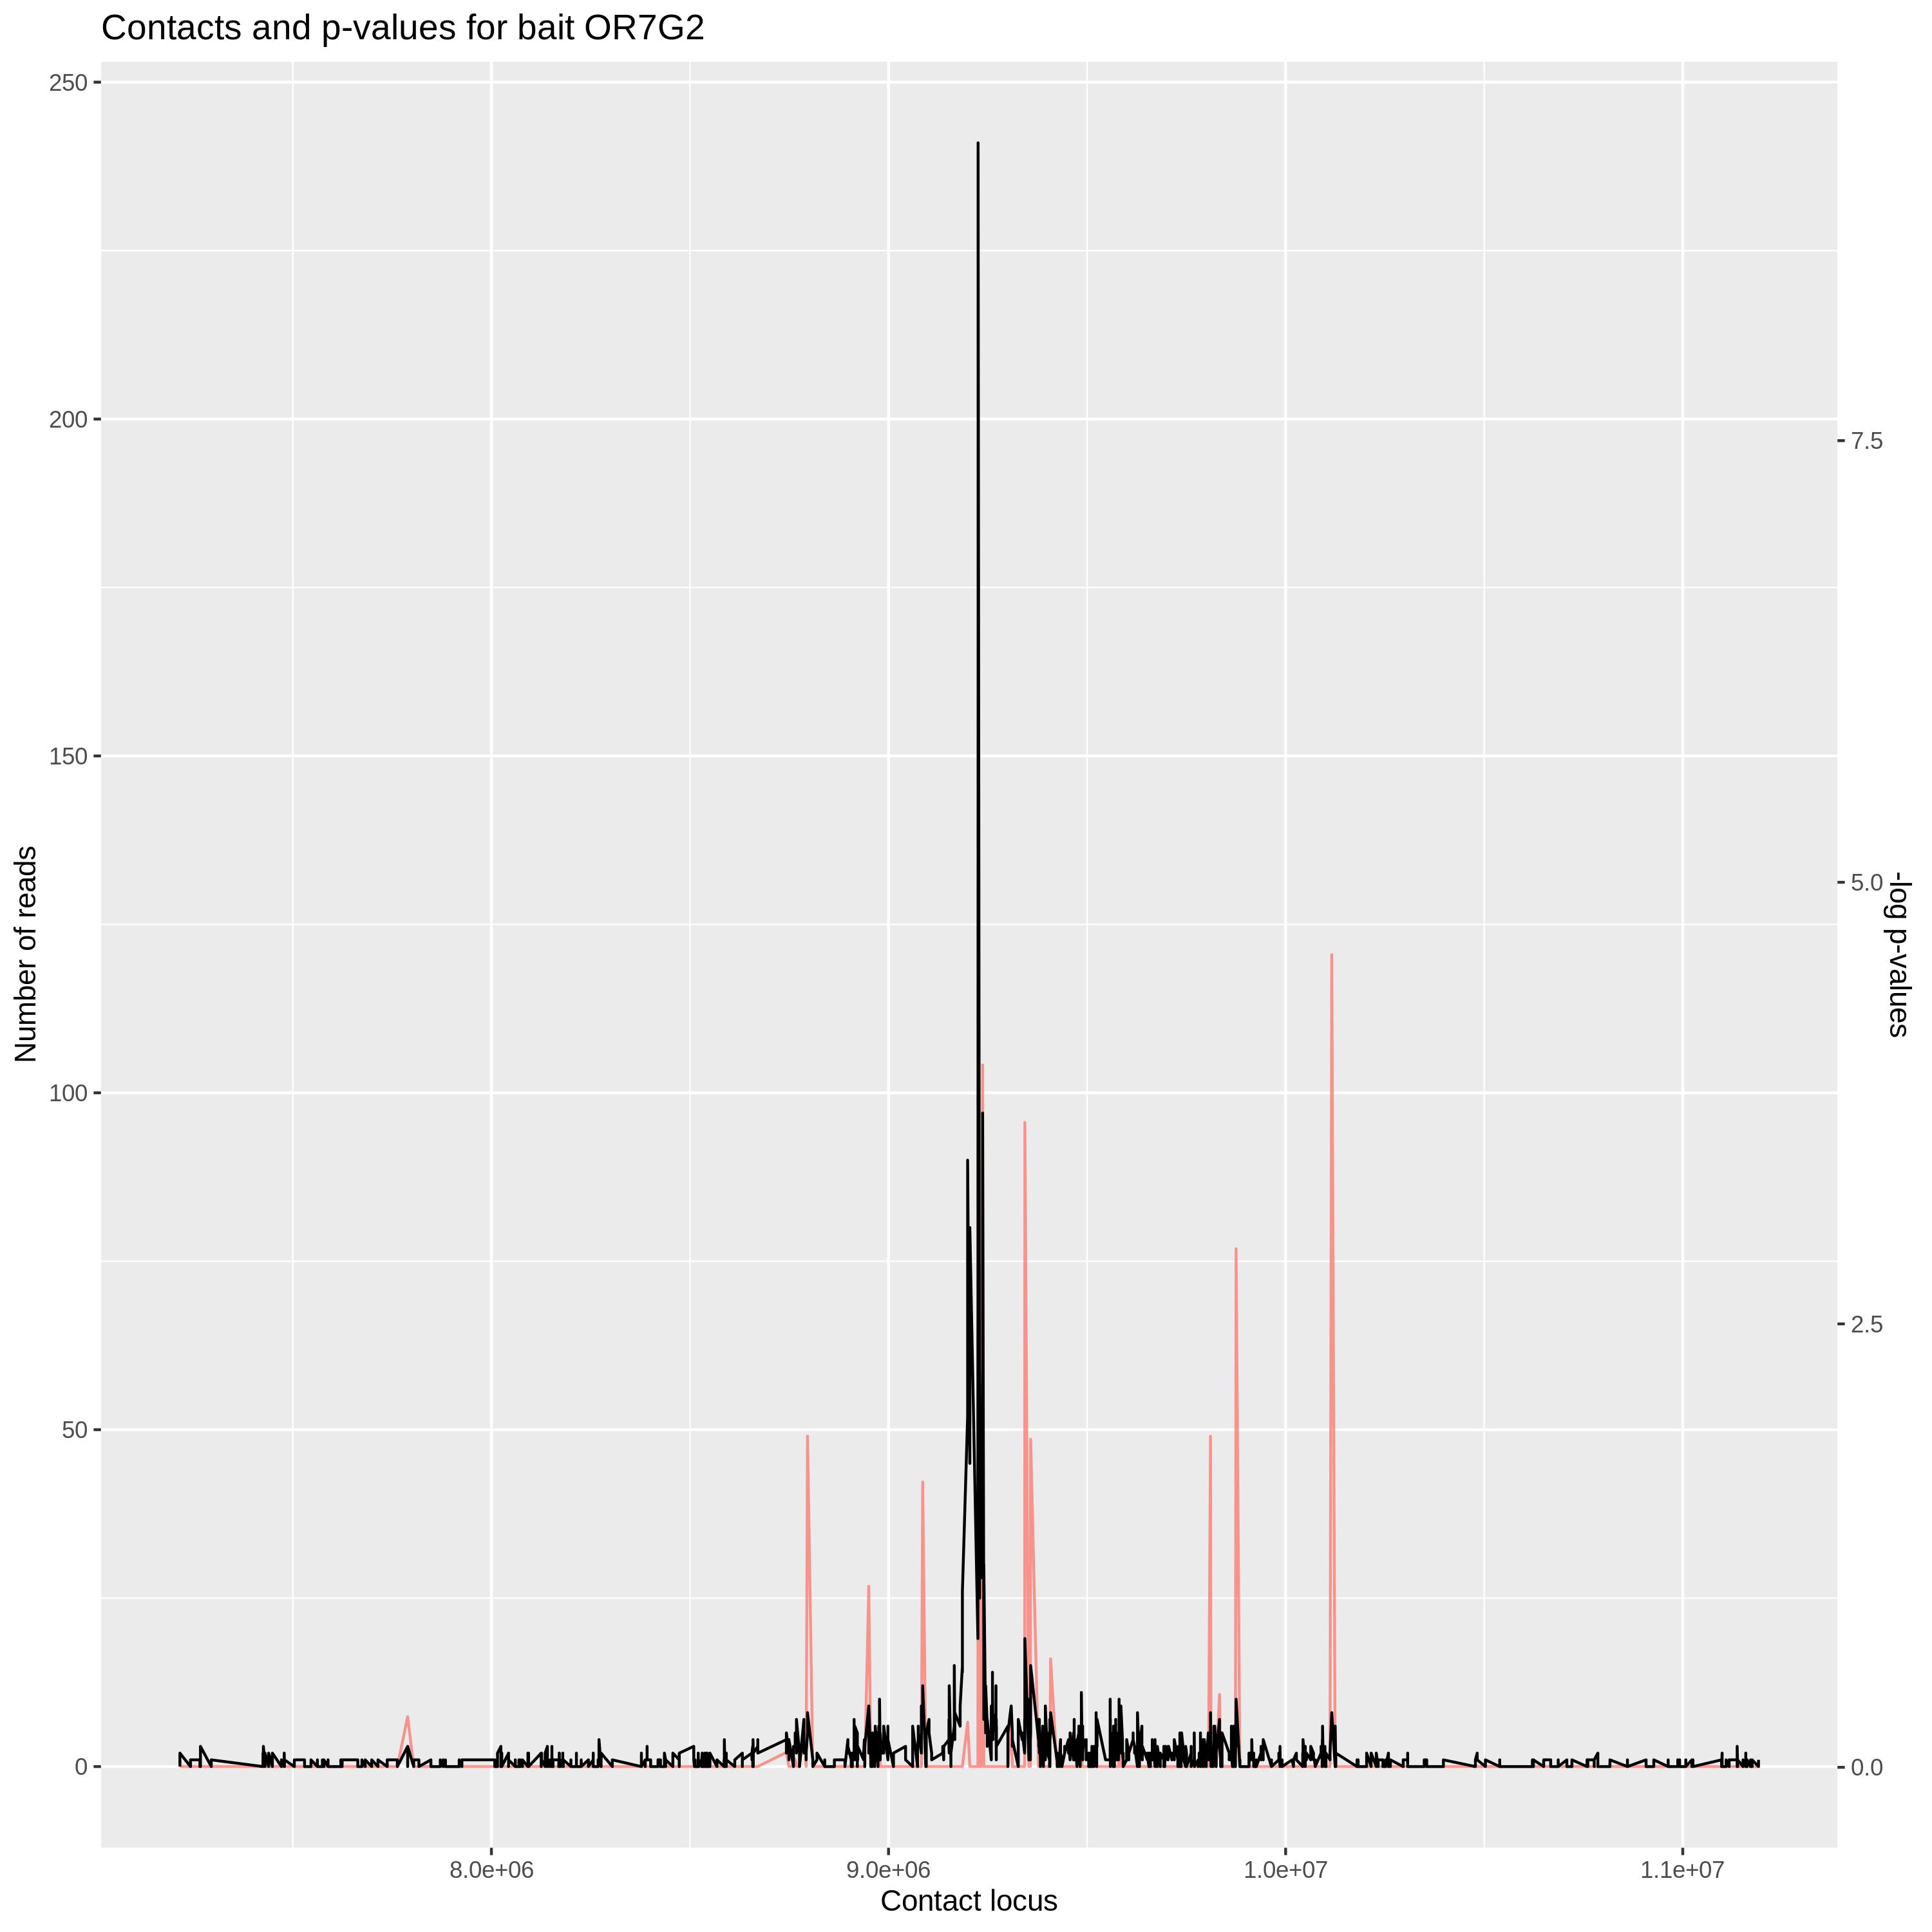 Contacts and p-values for bait OR7G2
250
200
150
100
50
0
Number of reads
7.5
5.0
2.5
0.0
-log p-values
8.0e+06
9.0e+06
1.0e+07
1.1e+07
Contact locus